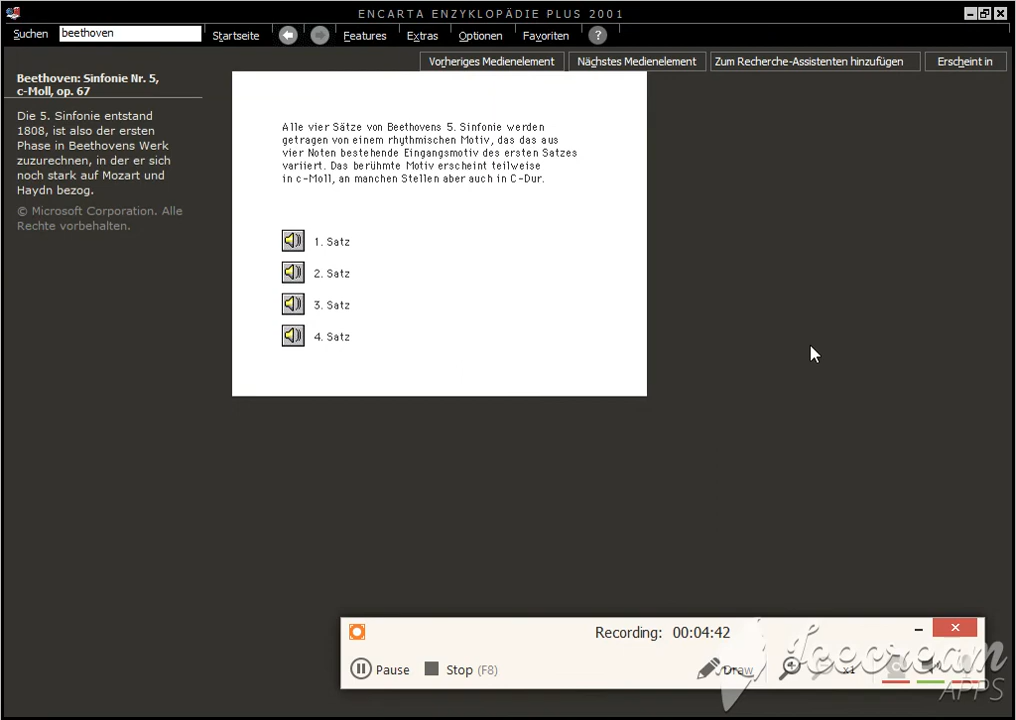 ENCARTA ENZYKLOPÄDIE PLUS 2001
Suchen beethoven Startseite Features Extras Optionen Favoriten ?
Vorheriges Medienelement Nächstes Medienelement Zum Recherche-Assistenten hinzufügen Erscheint in
Beethoven: Sinfonie Nr. 5,
c-Moll, op. 67
Die 5. Sinfonie entstand
1808, ist also der ersten
Phase in Beethovens Werk
zuzurechnen, in der er sich
noch stark auf Mozart und
Haydn bezog.
© Microsoft Corporation. Alle
Rechte vorbehalten.
Alle vier Sätze von Beethovens 5. Sinfonie werden
getragen von einem rhythmischen Motiv, das das aus
vier Noten bestehende Eingangsmotiv des ersten Satzes
variiert. Das berühmte Motiv erscheint teilweise
in c-Moll, an manchen Stellen aber auch in C-Dur.
1. Satz
2. Satz
3. Satz
4. Satz
Recording: 00:04:42
Pause Stop (F8) Draw x1
Icecream
APPS